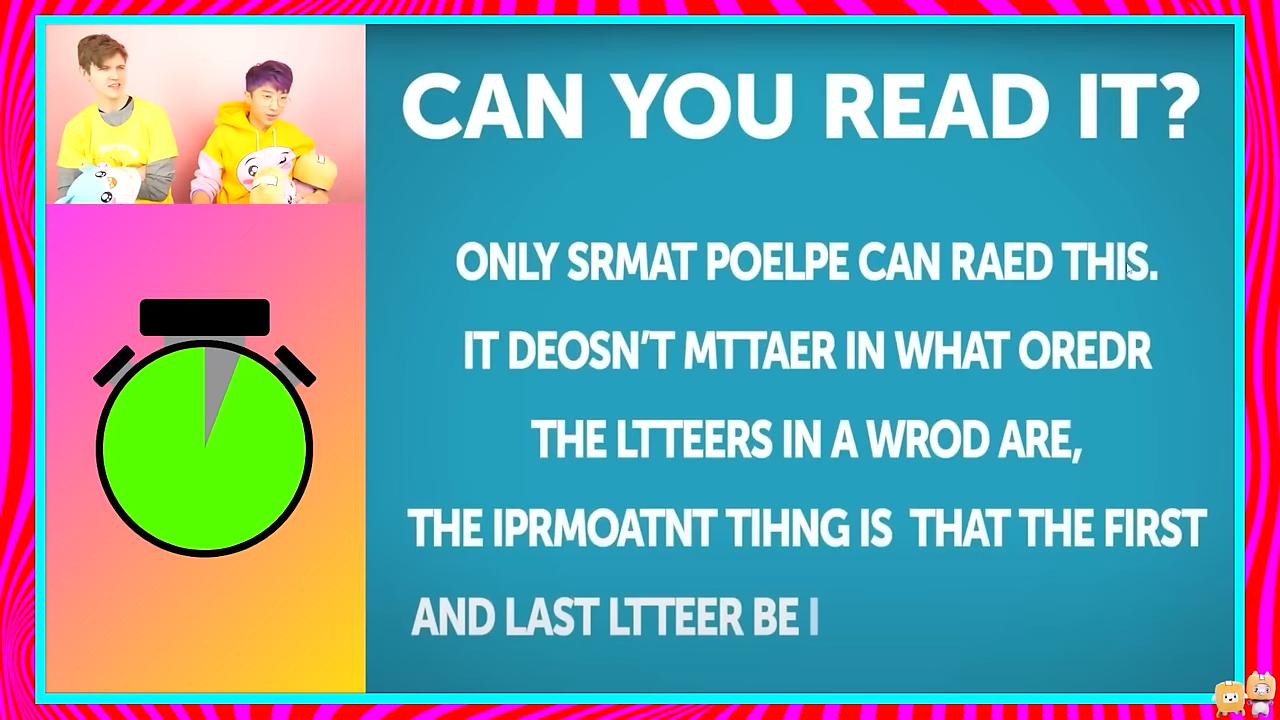 CAN YOU READ IT?
ONLY SRMAT POELPE CAN RAED THIS.
IT DEOSN'T MTTAER IN WHAT OREDR
THE LTTEERS IN A WROD ARE,
THE IPRMOATNT TIHNG IS THAT THE FIRST
AND LAST LTTEER BE I